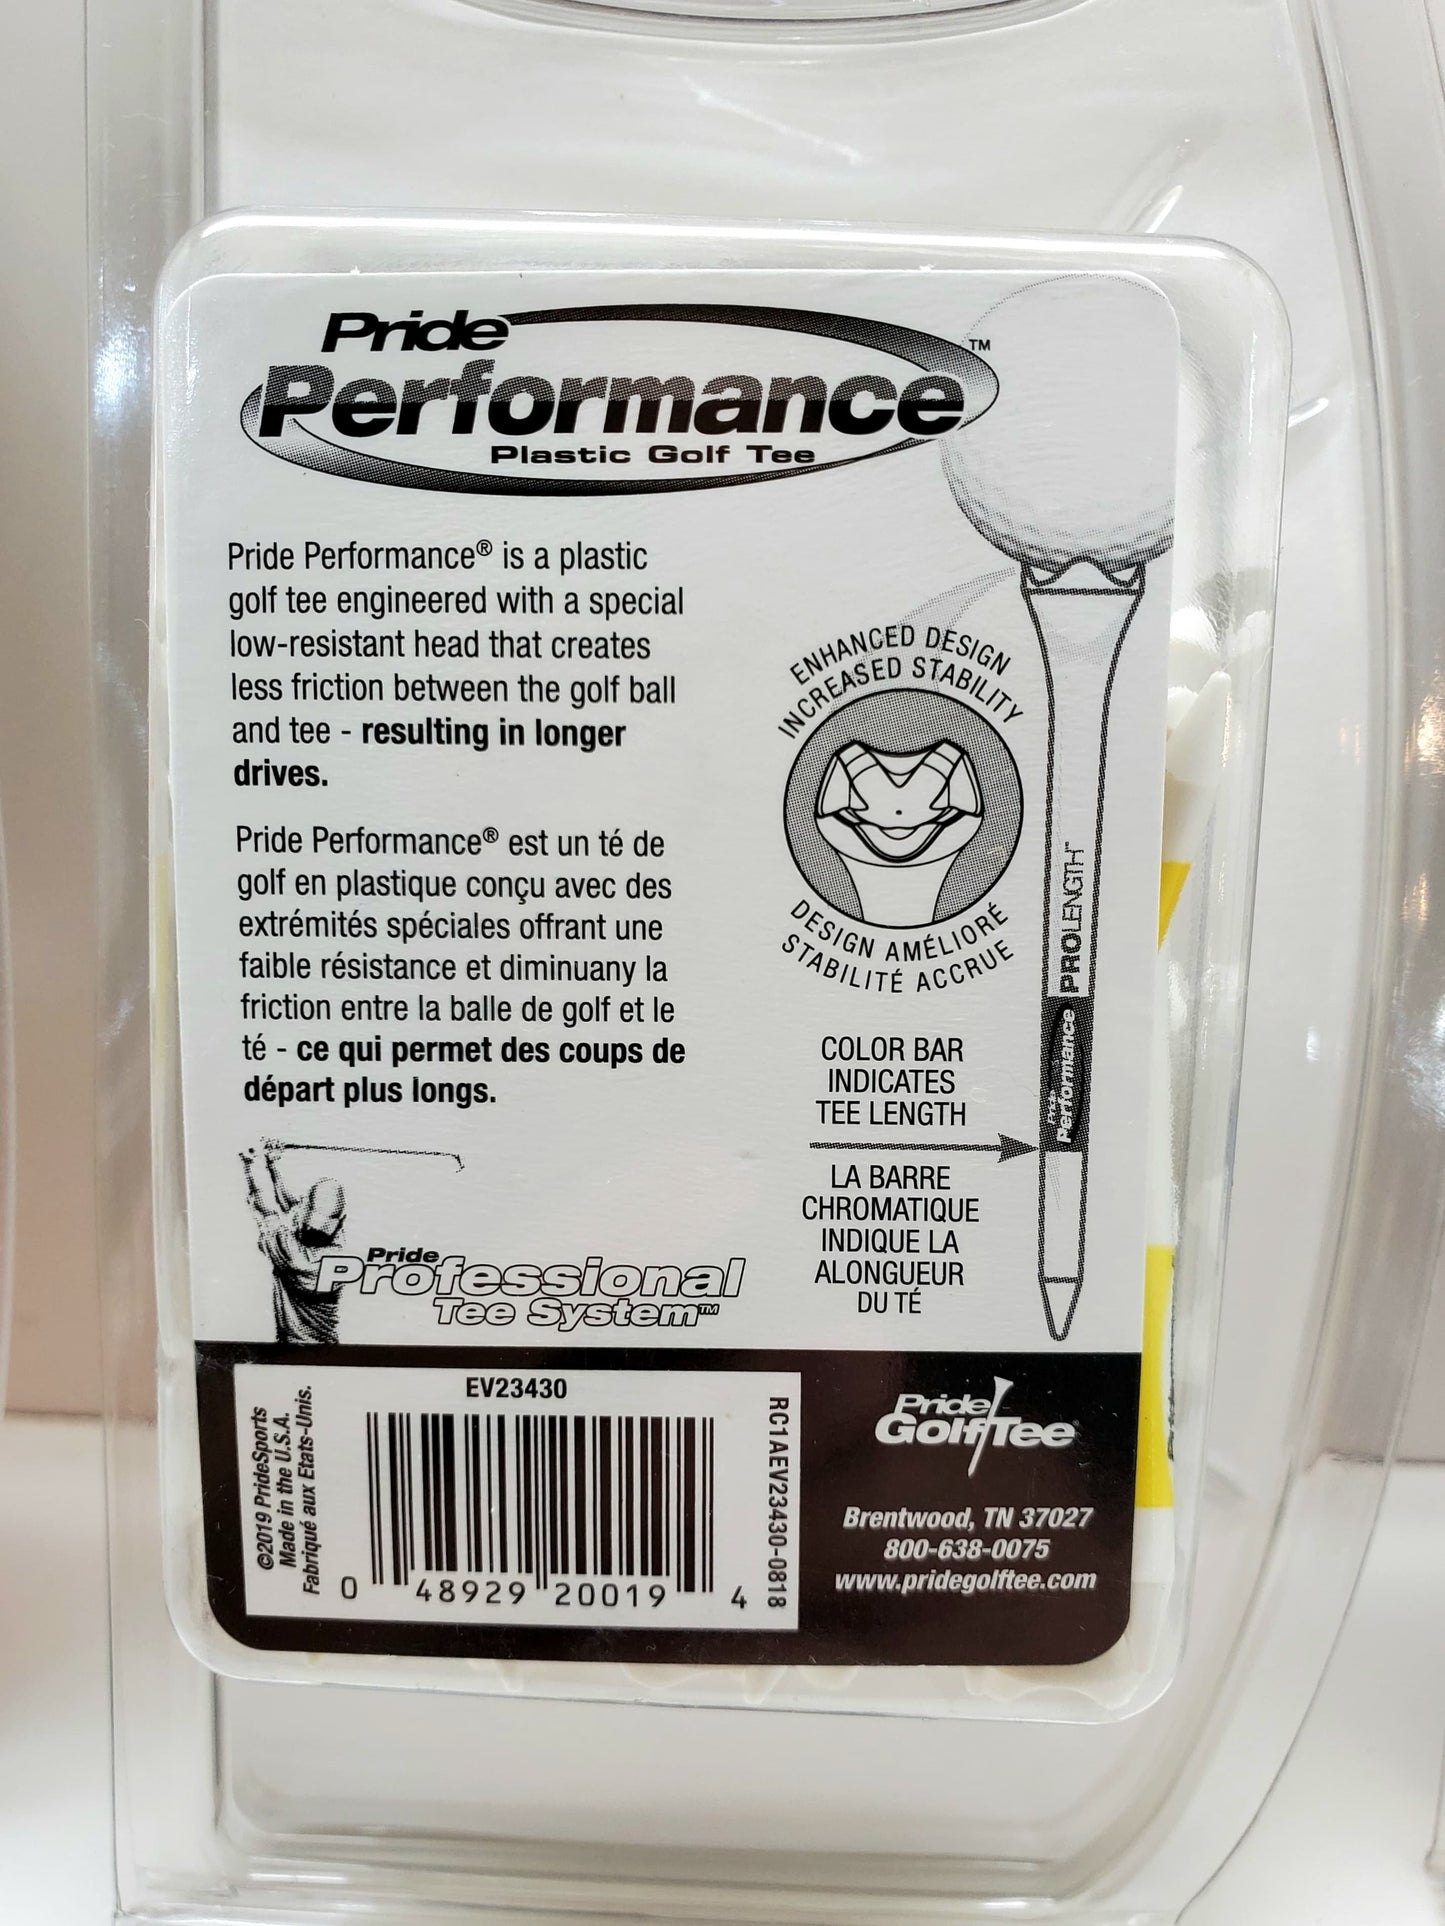 Pride
Performance™
Plastic Golf Tee
Pride Performance® is a plastic
golf tee engineered with a special
low-resistant head that creates
less friction between the golf ball
and tee - resulting in longer
drives.
Pride Performance® est un té de
golf en plastique conçu avec des
extrémités spéciales offrant une
faible résistance et diminuany la
friction entre la balle de golf et le
té - ce qui permet des coups de
départ plus longs.
ENHANCED DESIGN
INCREASED STABILITY
DESIGN AMÉLIORÉ
STABILITÉ ACCRUE
PROLENGTH™
Pride
Performance
COLOR BAR
INDICATES
TEE LENGTH
LA BARRE
CHROMATIQUE
INDIQUE LA
ALONGUEUR
DU TÉ
Pride
Professional
Tee System™
©2019 PrideSports
Made in the U.S.A.
Fabriqué aux Etats-Unis.
EV23430
0 48929 20019 4
RC1AEV23430-0818
Pride
GolfTee
Brentwood, TN 37027
800-638-0075
www.pridegolftee.com